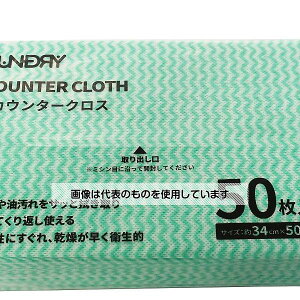 COUNTER CLOTH
カウンタークロス
取り出し口
※ミシン目に沿って開封してください
画像は代表のものを使用しています
や油汚れをサッと拭き取り
てくり返し使える
性にすぐれ、乾燥が早く衛生的
50枚
サイズ:約34cm×50